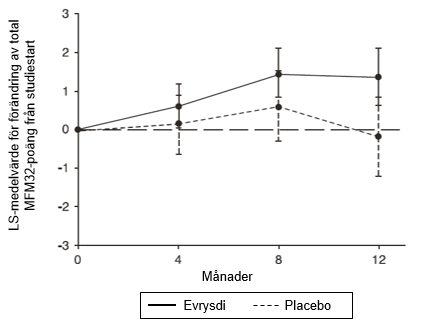 LS-medelvärde för förändring av total
MFM32-poäng från studiestart
3
2
1
0
-1
-2
-3
0
4
8
12
Månader
Evrysdi
Placebo